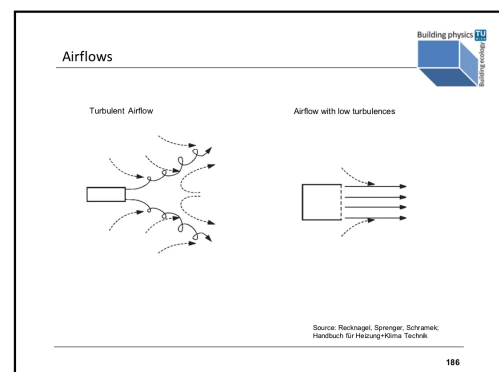 Building physics TU
Building ecology
Airflows
Turbulent Airflow
Airflow with low turbulences
Source: Recknagel, Sprenger, Schramek;
Handbuch für Heizung+Klima Technik
186